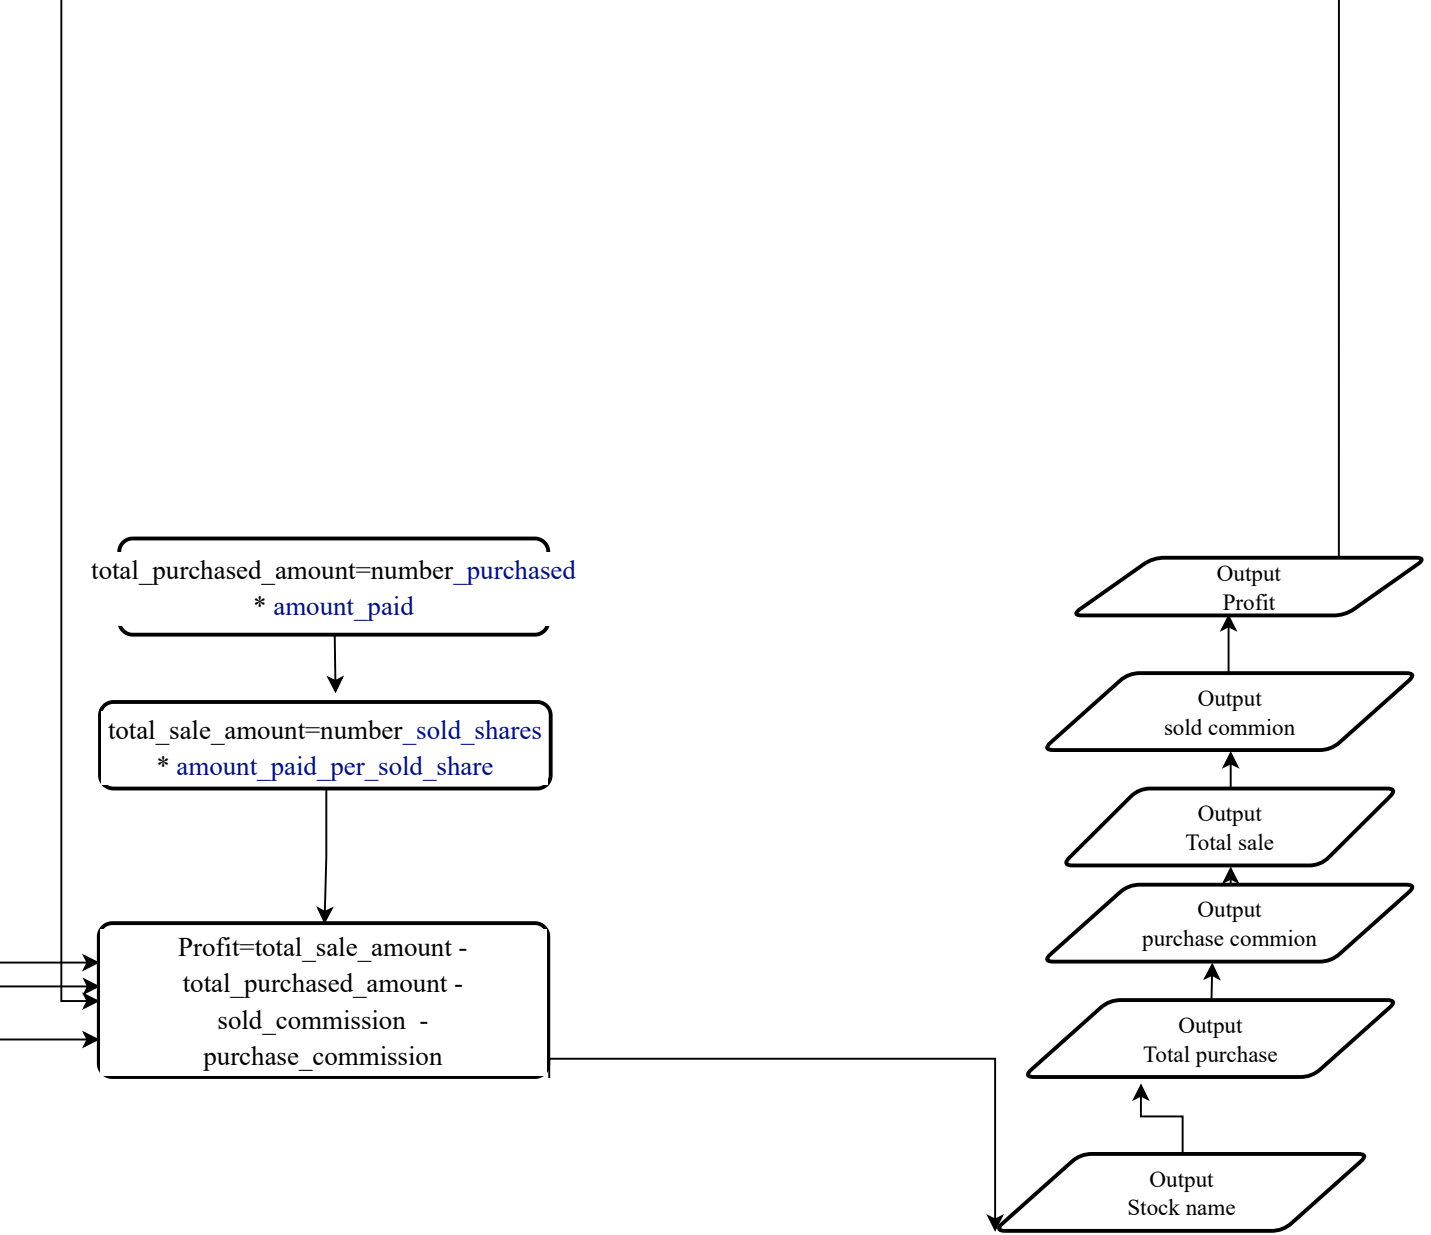 total_purchased_amount=number_purchased
* amount_paid
total_sale_amount=number_sold_shares
* amount_paid_per_sold_share
Profit=total_sale_amount -
total_purchased_amount -
sold_commission -
purchase_commission
Output
Profit
Output
sold commion
Output
Total sale
Output
purchase commion
Output
Total purchase
Output
Stock name